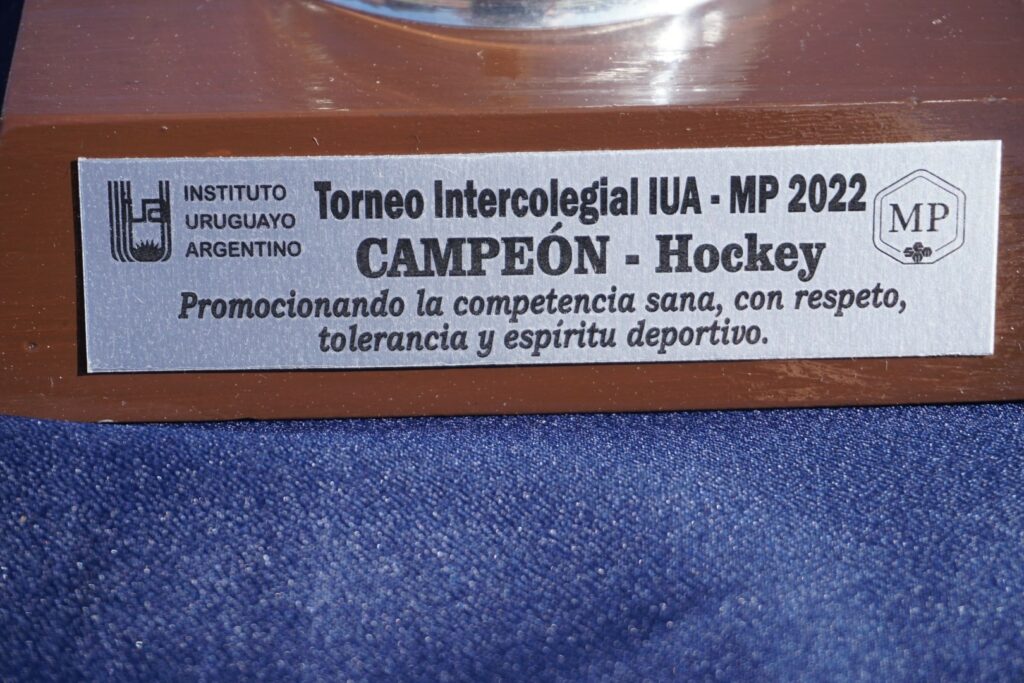 iua
INSTITUTO
URUGUAYO
ARGENTINO
Torneo Intercolegial IUA - MP 2022
CAMPEÓN - Hockey
Promocionando la competencia sana, con respeto,
tolerancia y espíritu deportivo.
MP